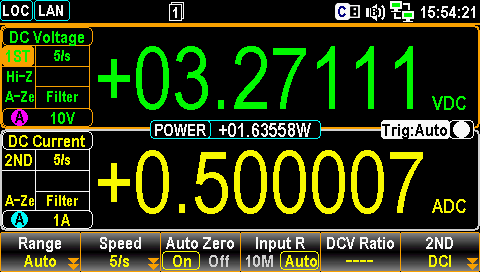 LOC LAN 1 C 15:54:21
DC Voltage
1ST 5/s
Hi-Z
A-Ze Filter
A 10V
+03.27111 VDC
POWER +01.63558W Trig:Auto
DC Current
2ND 5/s
A-Ze Filter
A 1A
+0.500007 ADC
Range Speed Auto Zero Input R DCV Ratio 2ND
Auto 5/s On Off 10M Auto ---- DCI